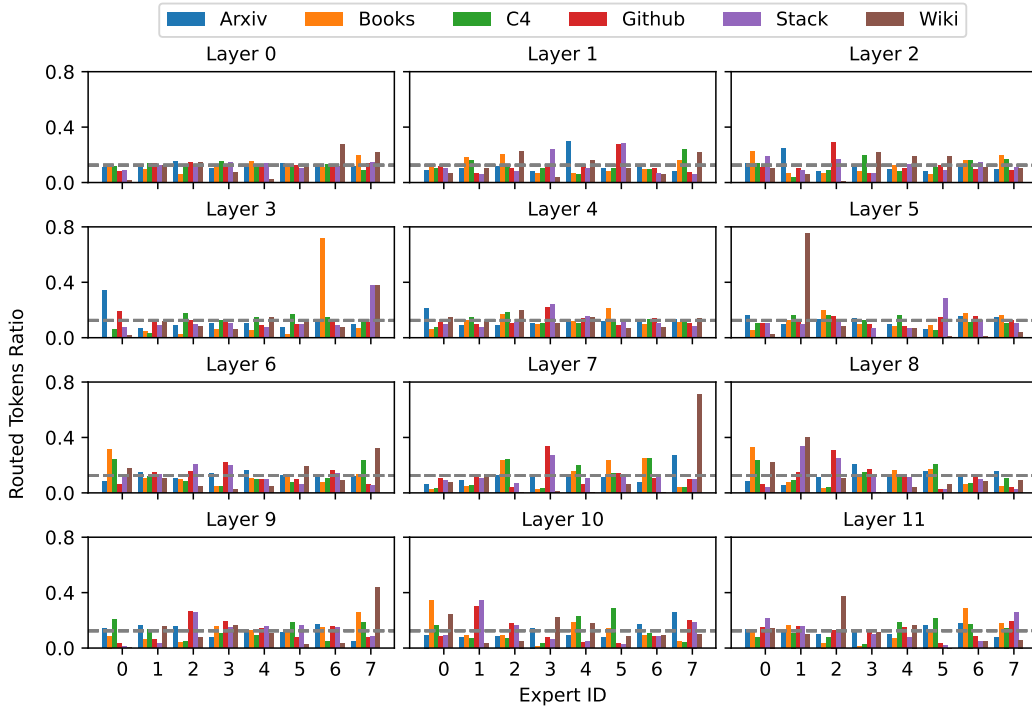 Arxiv Books C4 Github Stack Wiki
Layer 0 Layer 1 Layer 2
0.8
0.4
0.0
Layer 3 Layer 4 Layer 5
0.8
0.4
0.0
Layer 6 Layer 7 Layer 8
0.8
0.4
0.0
Layer 9 Layer 10 Layer 11
0.8
0.4
0.0
0 1 2 3 4 5 6 7 0 1 2 3 4 5 6 7 0 1 2 3 4 5 6 7
Routed Tokens Ratio
Expert ID